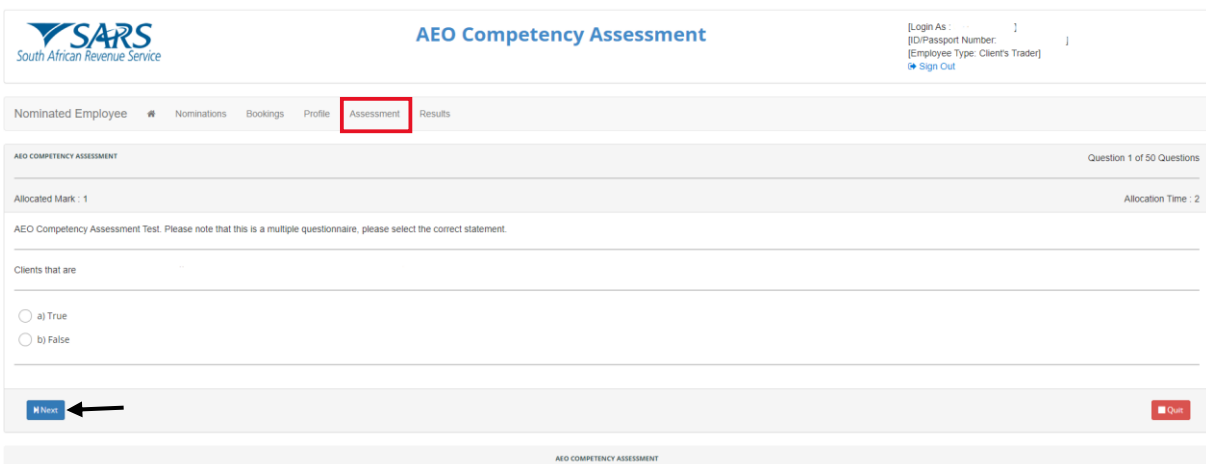 SARS
South African Revenue Service
AEO Competency Assessment
[Login As : ]
[ID/Passport Number: ]
[Employee Type: Client's Trader]
Sign Out
Nominated Employee Nominations Bookings Profile Assessment Results
AEO COMPETENCY ASSESSMENT Question 1 of 50 Questions
Allocated Mark : 1 Allocation Time : 2
AEO Competency Assessment Test. Please note that this is a multiple questionnaire, please select the correct statement.
Clients that are
a) True
b) False
Next Quit
AEO COMPETENCY ASSESSMENT